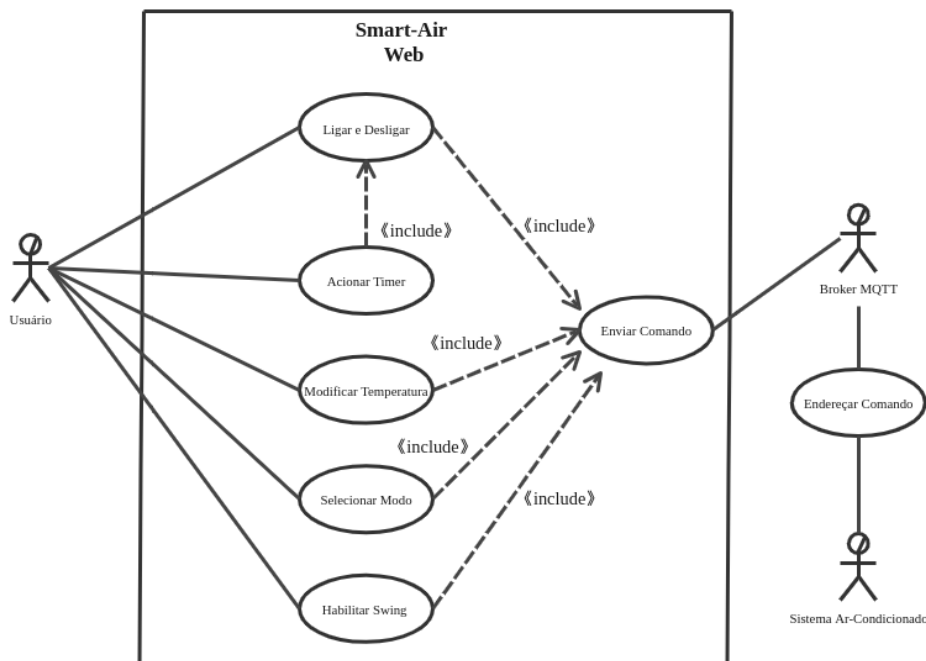 Smart-Air
Web
Ligar e Desligar
《include》
《include》
Acionar Timer
Usuário
Broker MQTT
Enviar Comando
《include》
Modificar Temperatura
Endereçar Comando
《include》
Selecionar Modo
《include》
Habilitar Swing
Sistema Ar-Condicionado